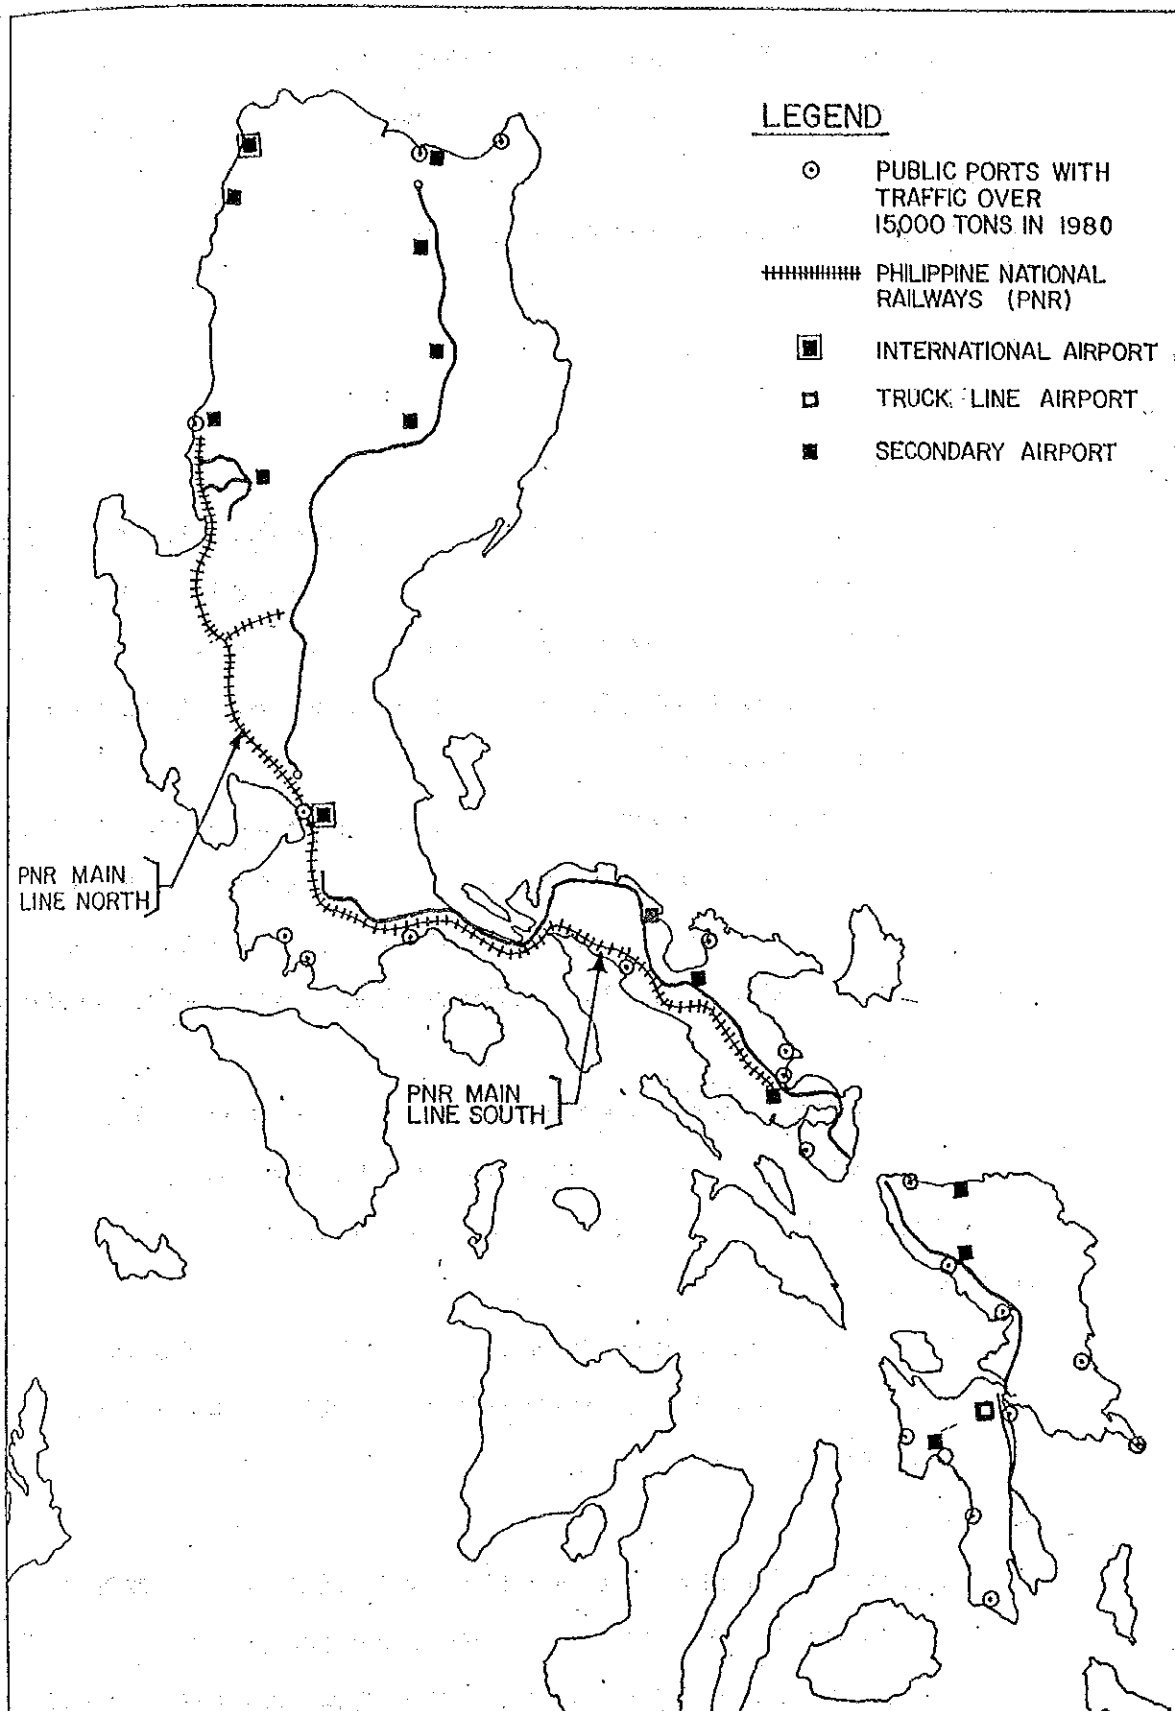 LEGEND
PUBLIC PORTS WITH
TRAFFIC OVER
15,000 TONS IN 1980
PHILIPPINE NATIONAL
RAILWAYS (PNR)
INTERNATIONAL AIRPORT
TRUCK LINE AIRPORT
SECONDARY AIRPORT
PNR MAIN
LINE NORTH
PNR MAIN
LINE SOUTH